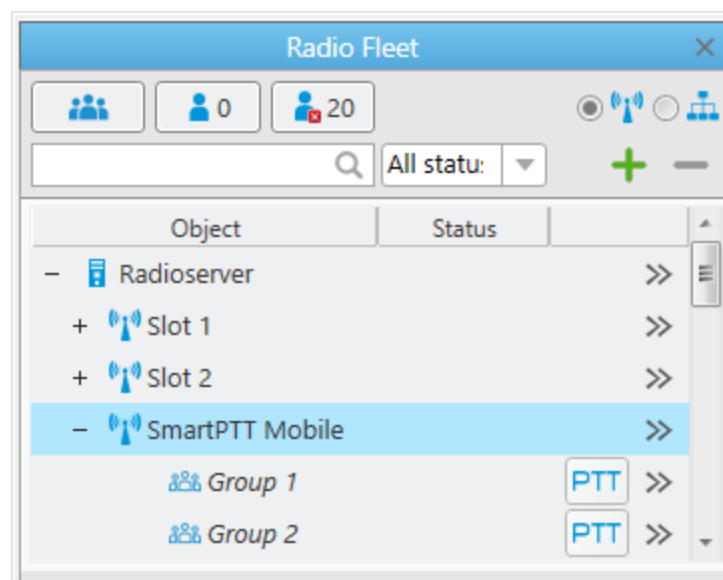 Radio Fleet
0
20
All statu:
Object Status
Radioserver
Slot 1
Slot 2
SmartPTT Mobile
Group 1 PTT
Group 2 PTT